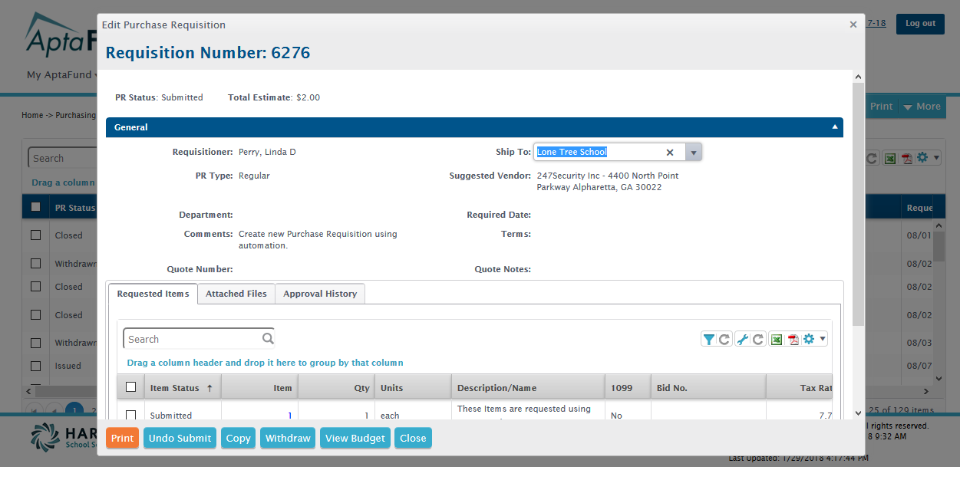 Edit Purchase Requisition
Requisition Number: 6276
PR Status: Submitted Total Estimate: $2.00
General
Requisitioner: Perry, Linda D
Ship To: Lone Tree School
PR Type: Regular
Suggested Vendor: 247Security Inc - 4400 North Point
Parkway Alpharetta, GA 30022
Department:
Required Date:
Comments: Create new Purchase Requisition using
automation.
Terms:
Quote Number:
Quote Notes:
Requested Items Attached Files Approval History
Search
Drag a column header and drop it here to group by that column
Item Status ↑ Item Qty Units Description/Name 1099 Bid No. Tax Rat
Submitted 1 1 each These Items are requested using No 7.7
Print Undo Submit Copy Withdraw View Budget Close
AptaF
7-18 Log out
My AptaFund
Home -> Purchasing
Print More
Search
Drag a column
PR Status Reque
Closed 08/01
Withdrawn 08/02
Closed 08/02
Closed 08/02
Withdrawn 08/03
Issued 08/07
1 2
25 of 129 items
HAR
School S
l rights reserved.
8 9:32 AM
Last Updated: 1/29/2018 4:17:44 PM